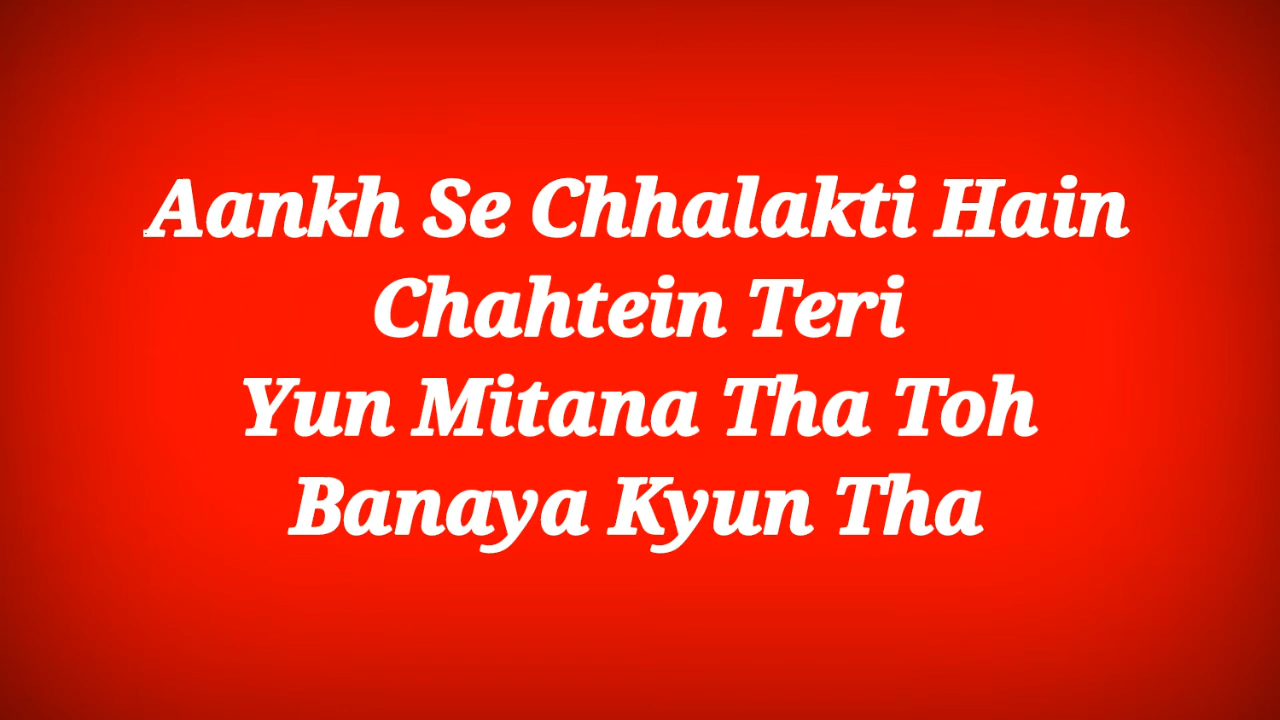 Aankh Se Chhalakti Hain
Chahtein Teri
Yun Mitana Tha Toh
Banaya Kyun Tha